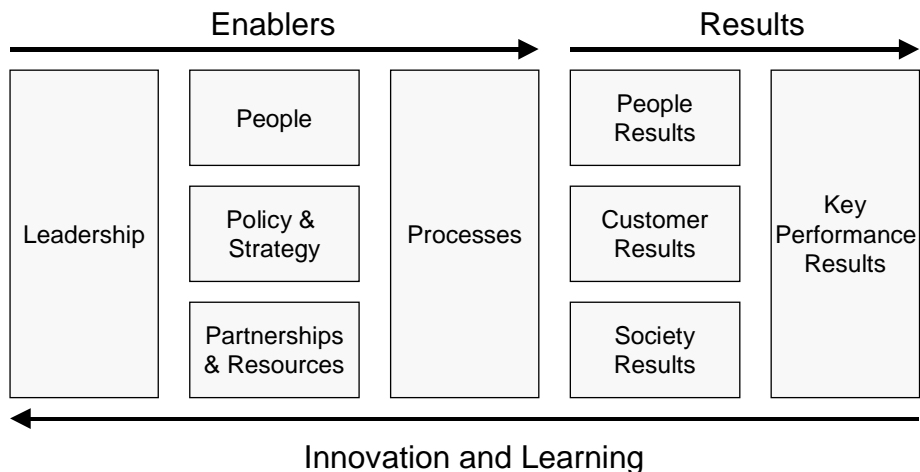 Enablers
Results
Leadership
People
Policy &
Strategy
Partnerships
& Resources
Processes
People
Results
Customer
Results
Society
Results
Key
Performance
Results
Innovation and Learning